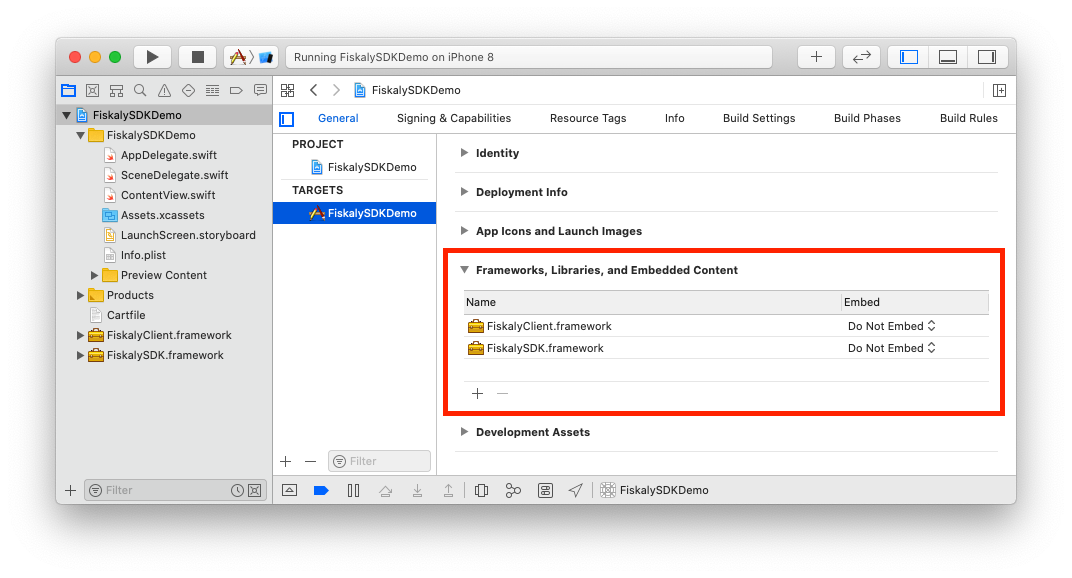 Running FiskalySDKDemo on iPhone 8
FiskalySDKDemo
FiskalySDKDemo
FiskalySDKDemo
AppDelegate.swift
SceneDelegate.swift
ContentView.swift
Assets.xcassets
LaunchScreen.storyboard
Info.plist
Preview Content
Products
Cartfile
FiskalyClient.framework
FiskalySDK.framework
Filter
General Signing & Capabilities Resource Tags Info Build Settings Build Phases Build Rules
PROJECT
FiskalySDKDemo
TARGETS
FiskalySDKDemo
Filter
Identity
Deployment Info
App Icons and Launch Images
Frameworks, Libraries, and Embedded Content
Name Embed
FiskalyClient.framework Do Not Embed
FiskalySDK.framework Do Not Embed
Development Assets
FiskalySDKDemo